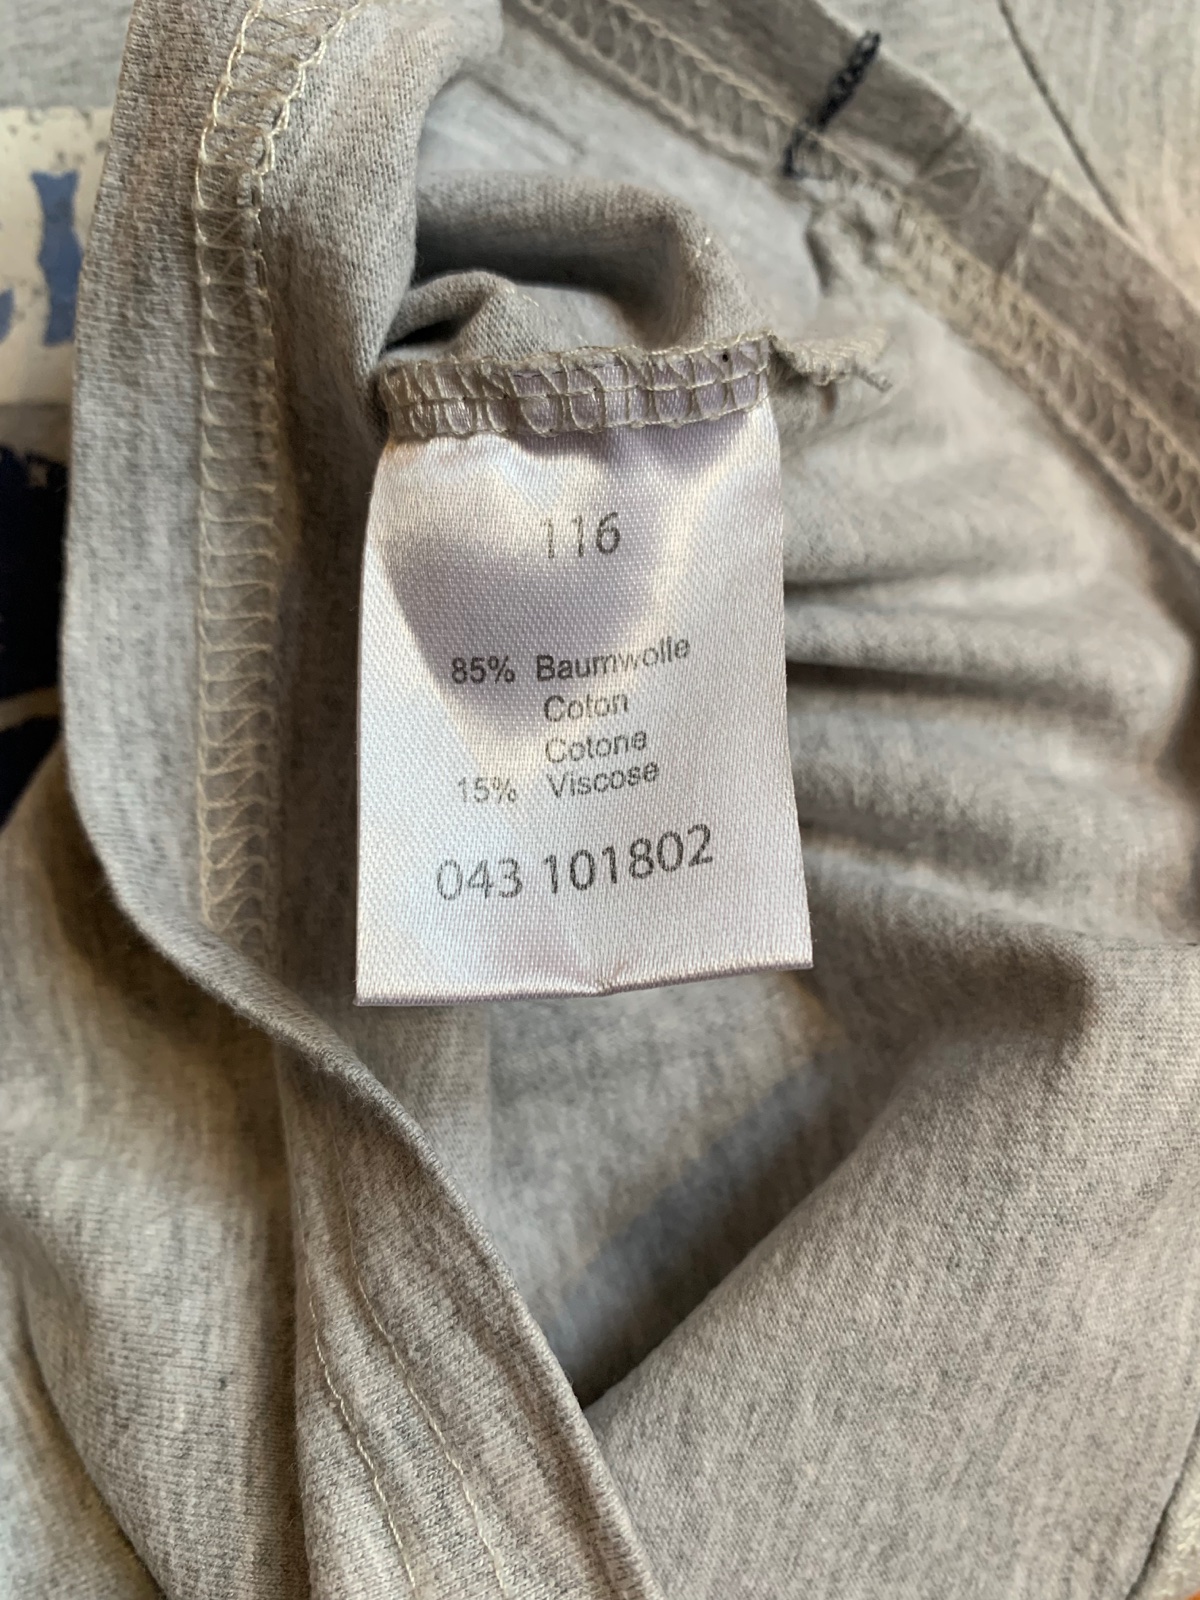 116
85% Baumwolle
Coton
Cotone
15% Viscose
043 101802